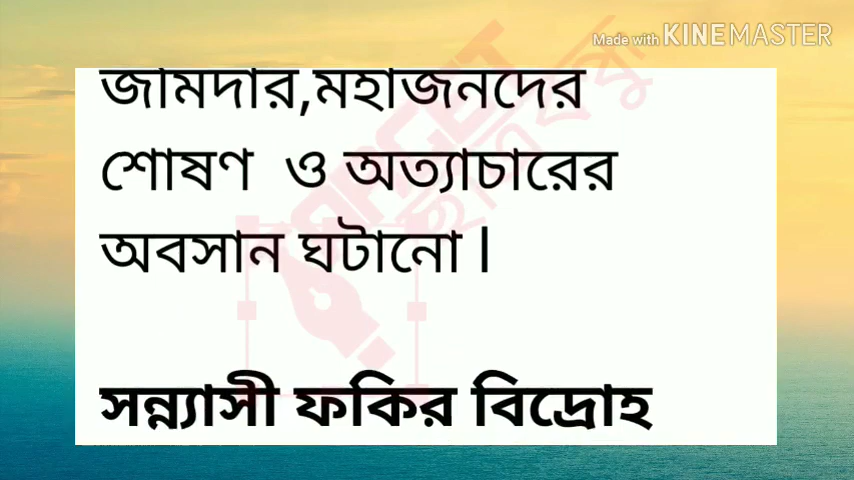 Made with KINEMASTER
জমিদার,মহাজনদের
শোষণ ও অত্যাচারের
অবসান ঘটানো l
সন্ন্যাসী ফকির বিদ্রোহ